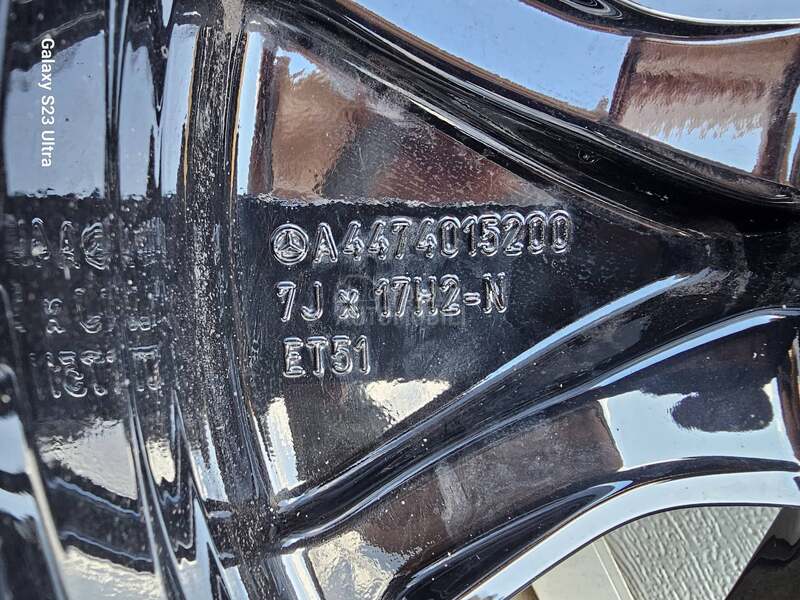 Galaxy S23 Ultra
A4474015200
7J x 17H2-N
ET51